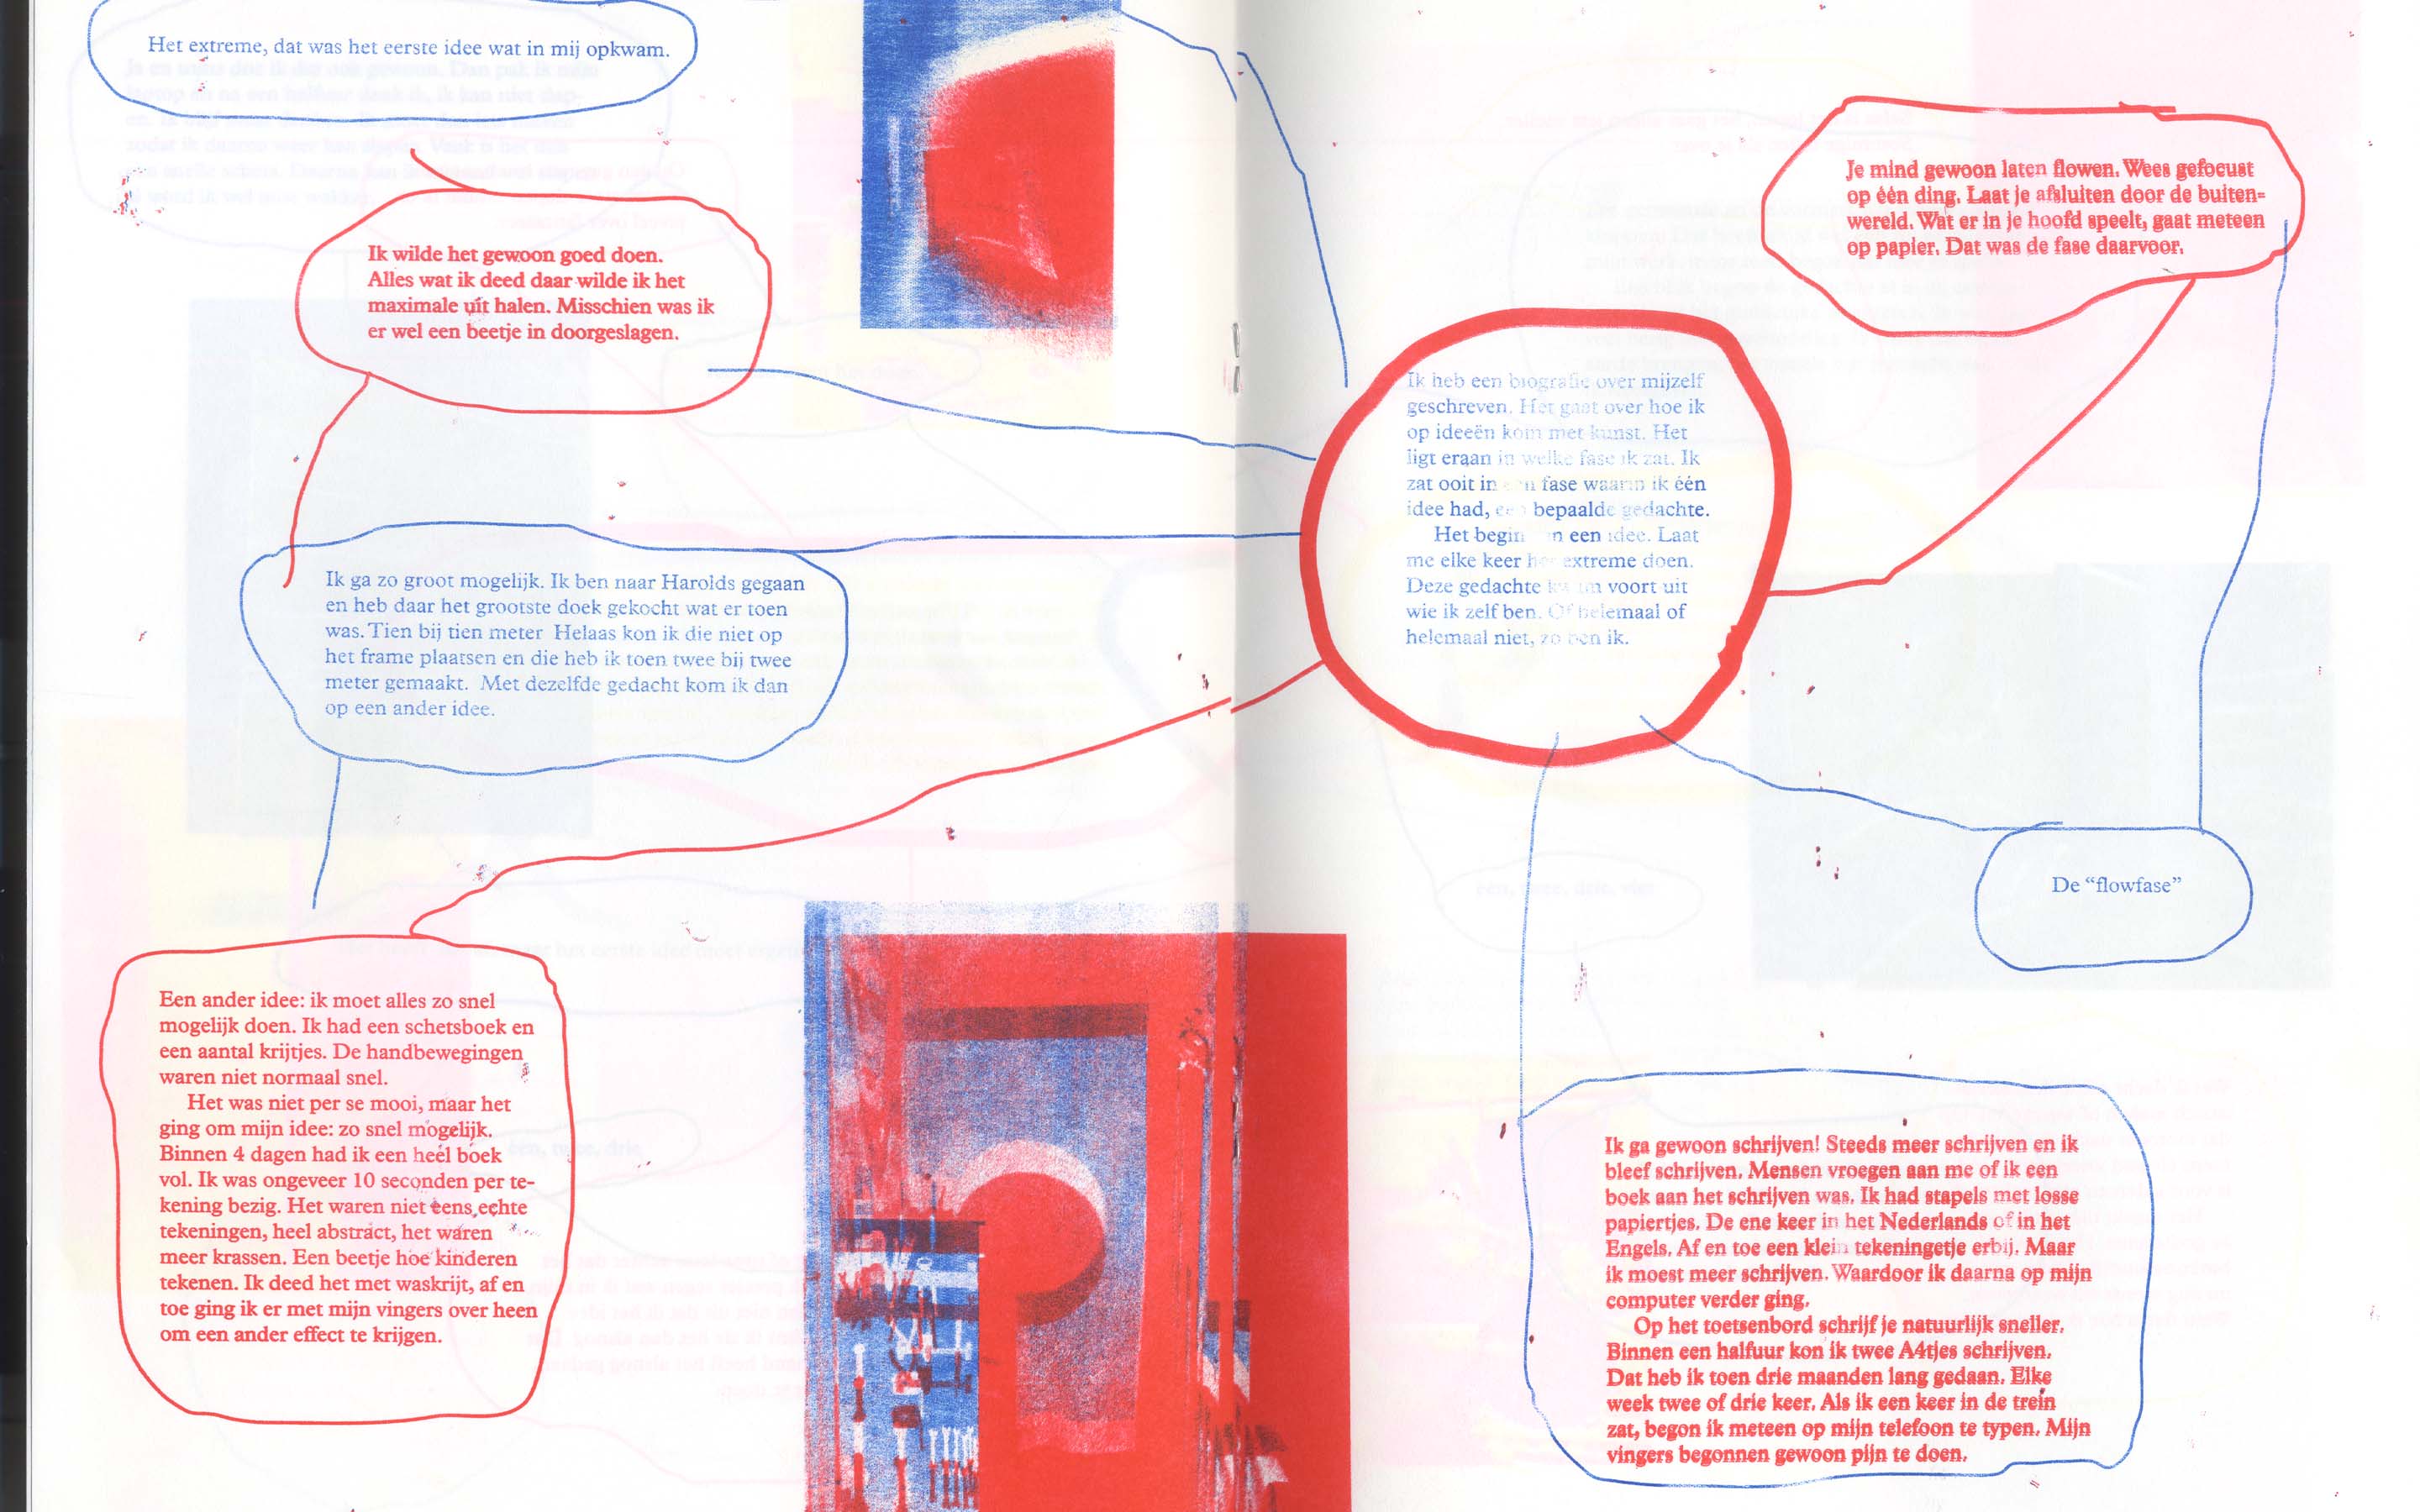 Het extreme, dat was het eerste idee wat in mij opkwam.
Ik wilde het gewoon goed doen.
Alles wat ik deed daar wilde ik het
maximale uit halen. Misschien was ik
er wel een beetje in doorgeslagen.
Ik ga zo groot mogelijk. Ik ben naar Harolds gegaan
en heb daar het grootste doek gekocht wat er toen
was. Tien bij tien meter Helaas kon ik die niet op
het frame plaatsen en die heb ik toen twee bij twee
meter gemaakt. Met dezelfde gedacht kom ik dan
op een ander idee.
Een ander idee: ik moet alles zo snel
mogelijk doen. Ik had een schetsboek en
een aantal krijtjes. De handbewegingen
waren niet normaal snel.
Het was niet per se mooi, maar het
ging om mijn idee: zo snel mogelijk.
Binnen 4 dagen had ik een heel boek
vol. Ik was ongeveer 10 seconden per te-
kening bezig. Het waren niet eens echte
tekeningen, heel abstract, het waren
meer krassen. Een beetje hoe kinderen
tekenen. Ik deed het met waskrijt, af en
toe ging ik er met mijn vingers over heen
om een ander effect te krijgen.
Je mind gewoon laten flowen. Wees gefocust
op één ding. Laat je afsluiten door de buiten-
wereld. Wat er in je hoofd speelt, gaat meteen
op papier. Dat was de fase daarvoor.
Ik heb een biografie over mijzelf
geschreven. Het gaat over hoe ik
op ideeën kom met kunst. Het
ligt eraan in welke fase ik zat. Ik
zat ooit in een fase waarin ik één
idee had, een bepaalde gedachte.
Het begin van een idee. Laat
me elke keer het extreme doen.
Deze gedachte kwam voort uit
wie ik zelf ben. Of helemaal of
helemaal niet, zo ben ik.
De “flowfase”
Ik ga gewoon schrijven! Steeds meer schrijven en ik
bleef schrijven. Mensen vroegen aan me of ik een
boek aan het schrijven was. Ik had stapels met losse
papiertjes. De ene keer in het Nederlands of in het
Engels. Af en toe een klein tekeningetje erbij. Maar
ik moest meer schrijven. Waardoor ik daarna op mijn
computer verder ging.
Op het toetsenbord schrijf je natuurlijk sneller.
Binnen een halfuur kon ik twee A4tjes schrijven.
Dat heb ik toen drie maanden lang gedaan. Elke
week twee of drie keer. Als ik een keer in de trein
zat, begon ik meteen op mijn telefoon te typen. Mijn
vingers begonnen gewoon pijn te doen.